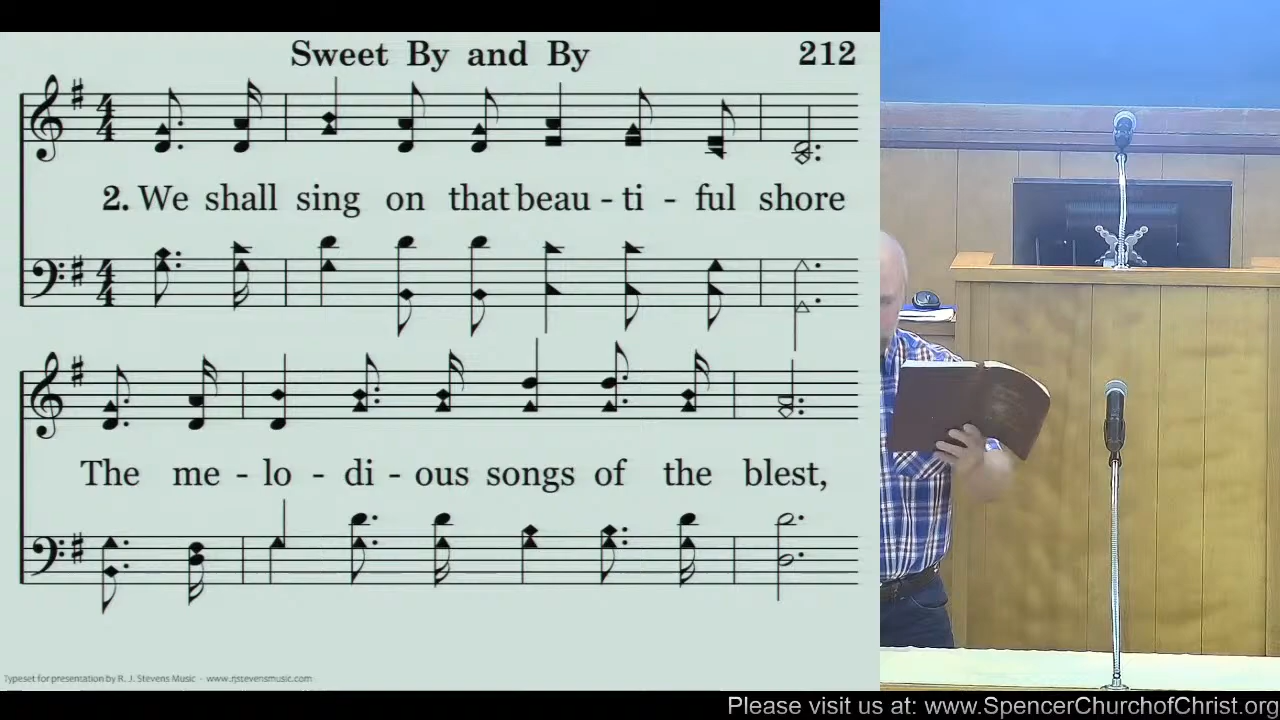 Sweet By and By 212
2. We shall sing on that beau - ti - ful shore
The me - lo - di - ous songs of the blest,
Typeset for presentation by R. J. Stevens Music - www.rjstevensmusic.com
Please visit us at: www.SpencerChurchofChrist.org